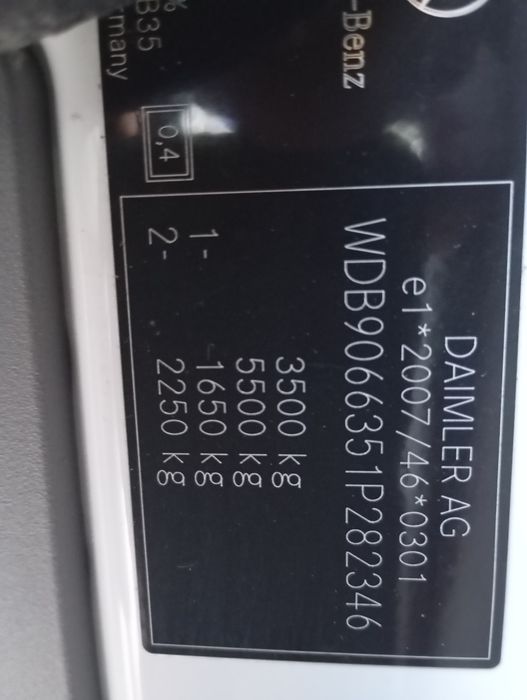 -Benz
%
B35
many
0,4
DAIMLER AG
e1*2007/46*0301
WDB9066351P282346
3500 kg
5500 kg
1- 1650 kg
2- 2250 kg